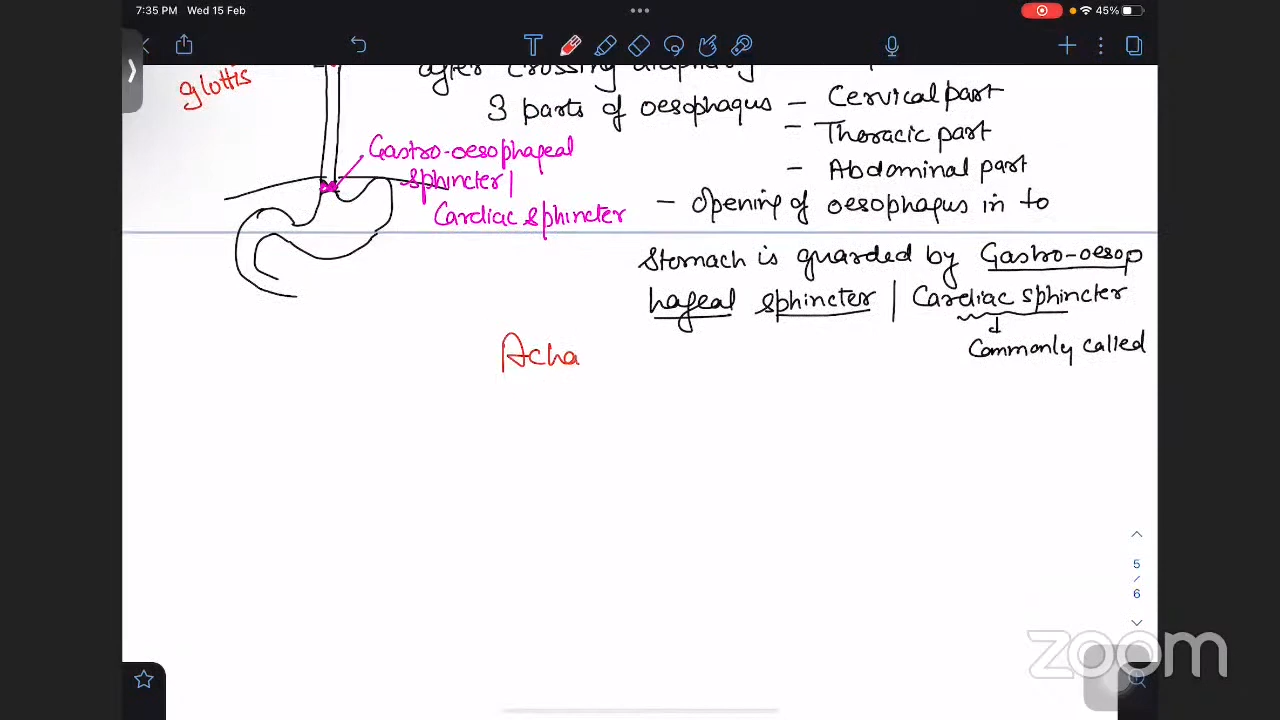 7:35 PM Wed 15 Feb
45%
glottis
after crossing
3 parts of oesophagus – Cervical part
– Thoracic part
– Abdominal part
Gastro-oesophageal
sphincter |
Cardiac sphincter
– Opening of oesophagus in to
Stomach is guarded by Gastro-oesop
hageal sphincter | Cardiac sphincter
Commonly called
Acha
5
/
6
zoom